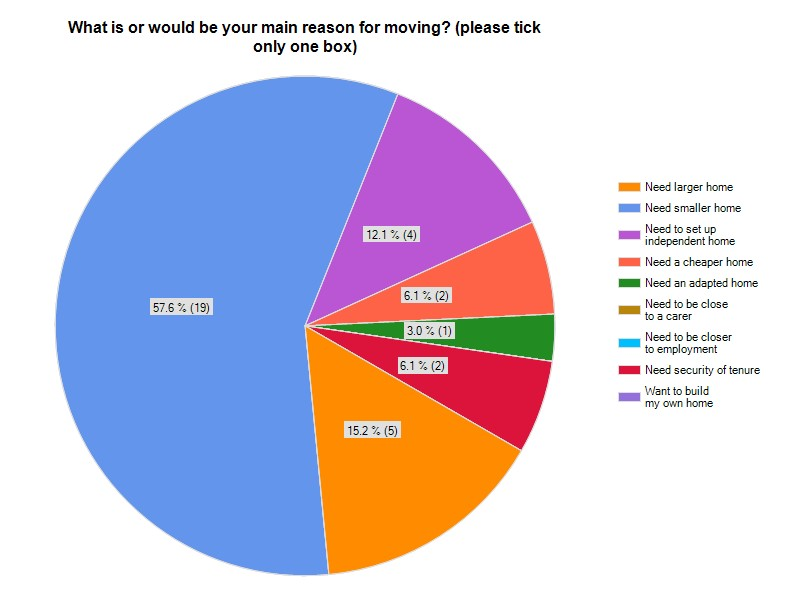 What is or would be your main reason for moving? (please tick
only one box)
12.1 % (4)
6.1 % (2)
57.6 % (19)
3.0 % (1)
6.1 % (2)
15.2 % (5)
Need larger home
Need smaller home
Need to set up
independent home
Need a cheaper home
Need an adapted home
Need to be close
to a carer
Need to be closer
to employment
Need security of tenure
Want to build
my own home